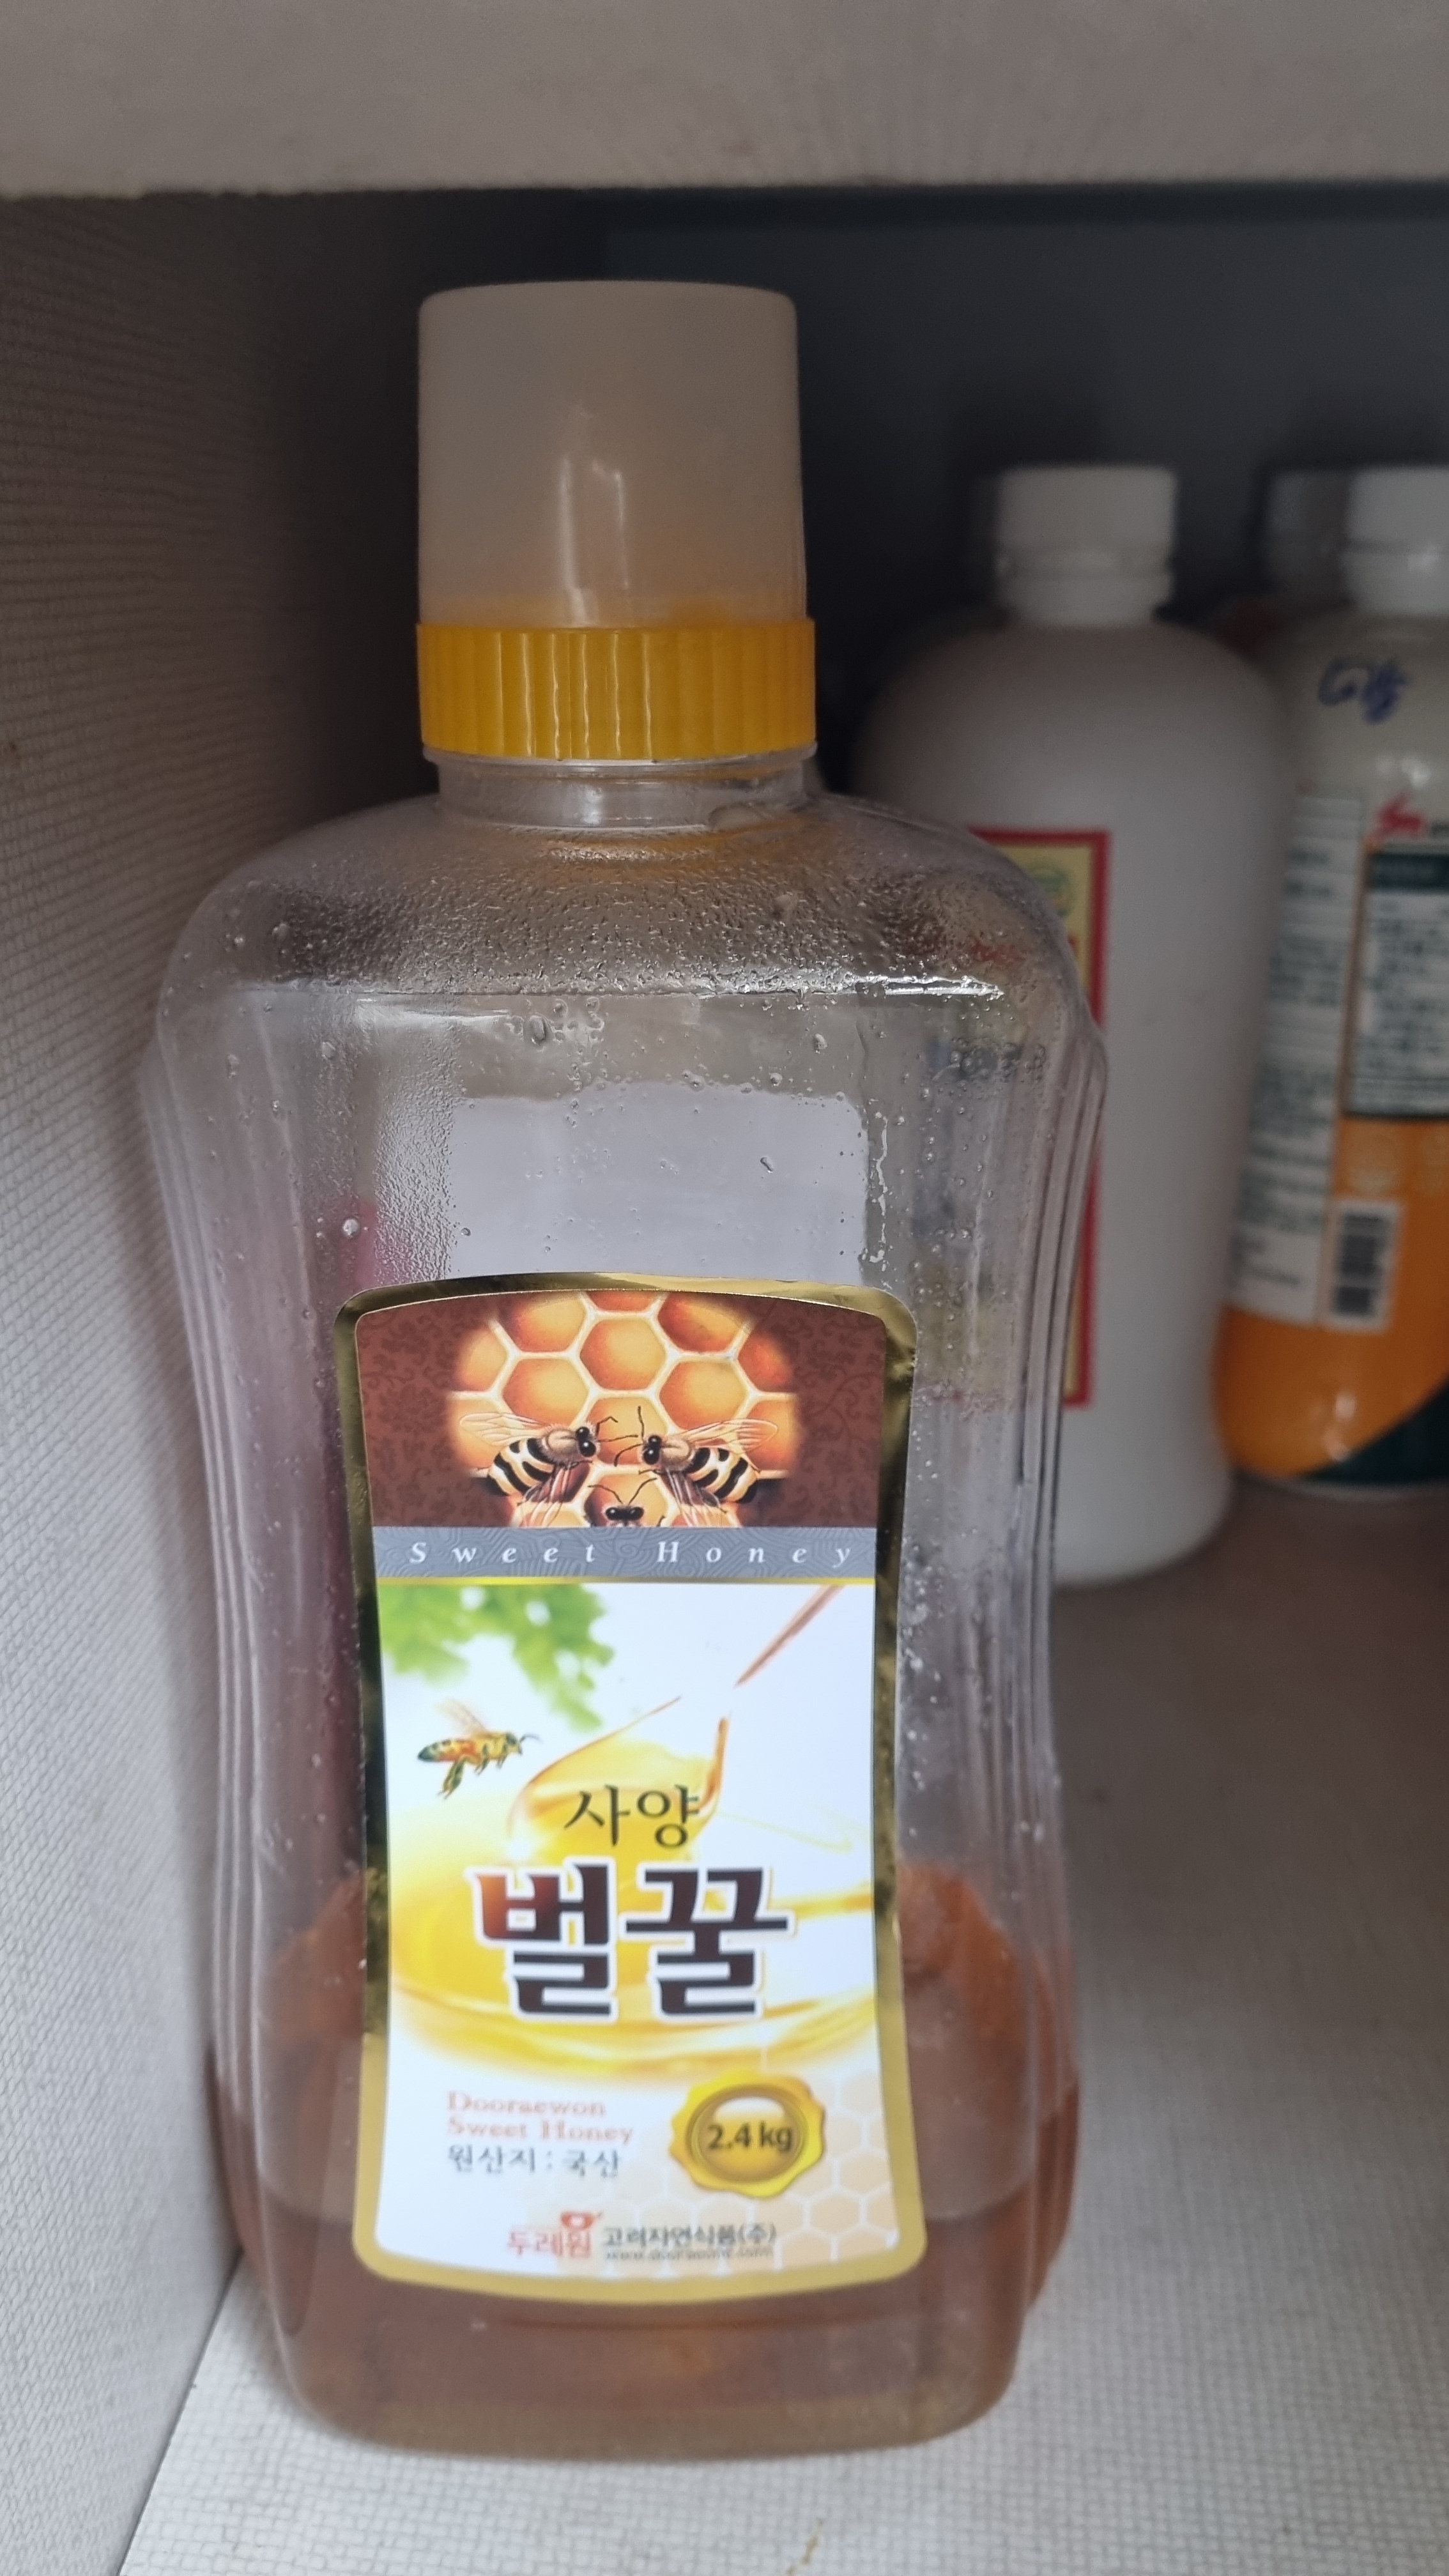 Sweet Honey
사양
벌꿀
Dooraewon
Sweet Honey
원산지 : 국산
2.4 kg
두레원 고려자연식품(주)